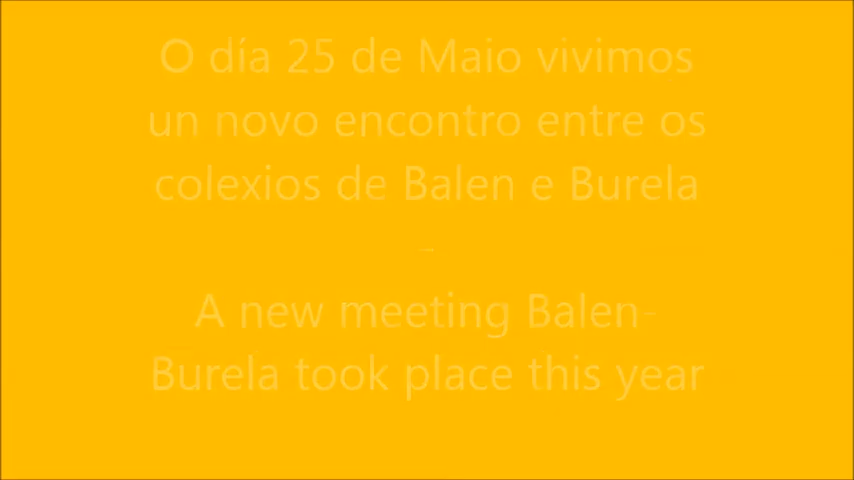 O día 25 de Maio vivimos
un novo encontro entre os
colexios de Balen e Burela
-
A new meeting Balen-
Burela took place this year